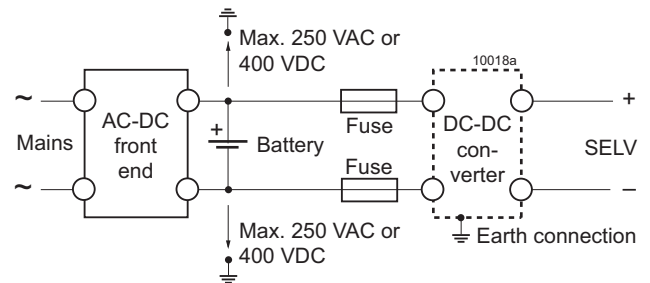 Max. 250 VAC or
400 VDC
10018a
~
Mains
~
AC-DC
front
end
+
Battery
Fuse
Fuse
DC-DC
con-
verter
+
SELV
–
Max. 250 VAC or
400 VDC
Earth connection